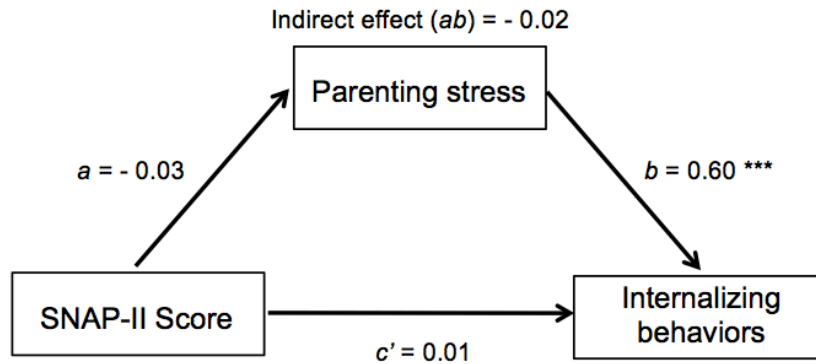 Indirect effect (ab) = - 0.02
Parenting stress
a = - 0.03
b = 0.60 ***
SNAP-II Score
Internalizing
behaviors
c’ = 0.01